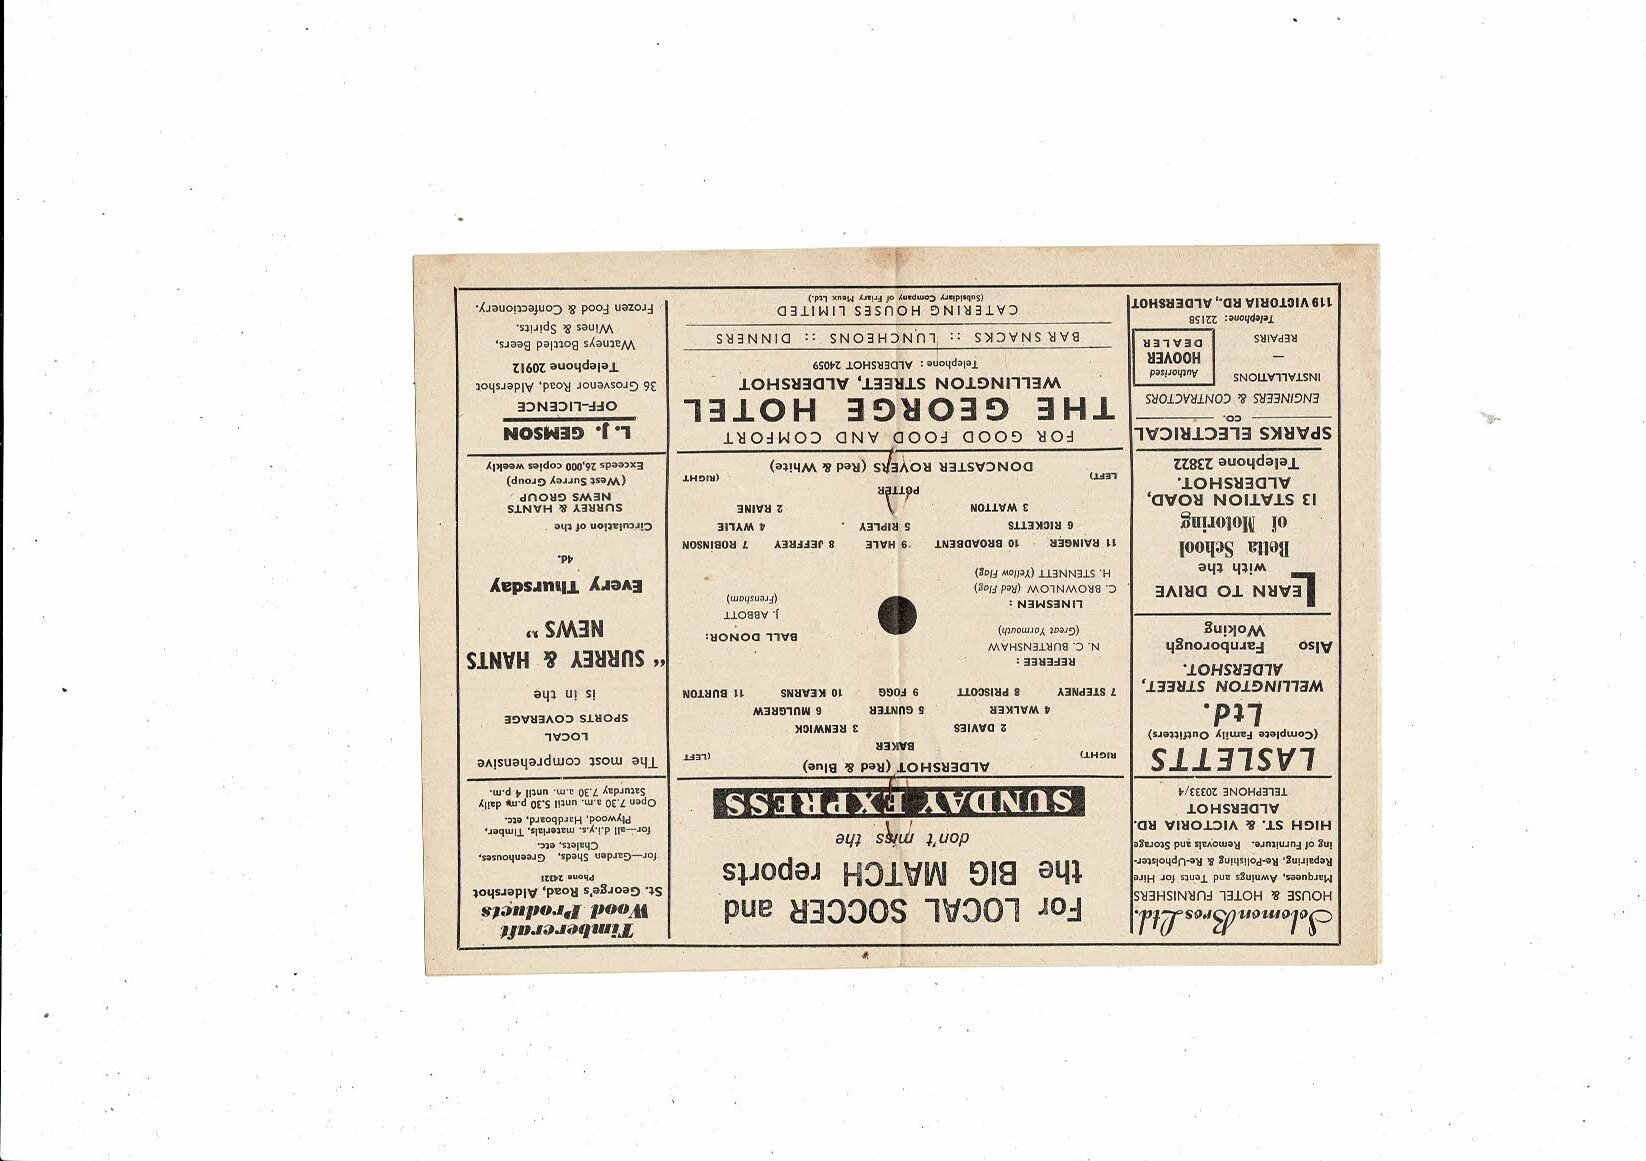 Solomon Bros Ltd.
HOUSE & HOTEL FURNISHERS
Marquees, Awnings and Tents for Hire
Repairing, Re-Polishing & Re-Upholster-
ing of Furniture. Removals and Storage
HIGH ST. & VICTORIA RD.
ALDERSHOT
TELEPHONE 20333/4
LASLETTS
(Complete Family Outfitters)
Ltd.
WELLINGTON STREET,
ALDERSHOT.
Also Farnborough
Woking
LEARN TO DRIVE
with the
Betta School
of Motoring
13 STATION ROAD,
ALDERSHOT.
Telephone 23822
SPARKS ELECTRICAL
CO.
ENGINEERS & CONTRACTORS
INSTALLATIONS
—
REPAIRS
Authorised
HOOVER
DEALER
Telephone: 22158
119 VICTORIA RD., ALDERSHOT
For LOCAL SOCCER and
the BIG MATCH reports
don't miss the
SUNDAY EXPRESS
ALDERSHOT (Red & Blue)
RIGHT) (LEFT
BAKER
2 DAVIES 3 RENWICK
4 WALKER 5 GUNTER 6 MULGREW
7 STEPNEY 8 PRISCOTT 9 FOGG 10 KEARNS 11 BURTON
REFEREE :
N. C. BURTENSHAW
(Great Yarmouth)
LINESMEN :
C. BROWNLOW (Red Flag)
H. STENNETT (Yellow Flag)
BALL DONOR:
J. ABBOTT
(Frensham)
11 RAINGER 10 BROADBENT 9 HALE 8 JEFFREY 7 ROBINSON
6 RICKETTS 5 RIPLEY 4 WYLIE
3 WATTON 2 RAINE
POTTER
LEFT) (RIGHT
DONCASTER ROVERS (Red & White)
FOR GOOD FOOD AND COMFORT
THE GEORGE HOTEL
WELLINGTON STREET, ALDERSHOT
Telephone : ALDERSHOT 24059
BAR SNACKS :: LUNCHEONS :: DINNERS
CATERING HOUSES LIMITED
(Subsidiary Company of Friary Meux Ltd.)
Timbercraft
Wood Products
St. George's Road, Aldershot
Phone 24321
for—Garden Sheds, Greenhouses,
Chalets, etc.
for—all d.i.y.s. materials, Timber,
Plywood, Hardboard, etc.
Open 7.30 a.m. until 5.30 p.m. daily
Saturday 7.30 a.m. until 4 p.m.
The most comprehensive
LOCAL
SPORTS COVERAGE
is in the
“ SURREY & HANTS
NEWS ”
Every Thursday
4d.
Circulation of the
SURREY & HANTS
NEWS GROUP
(West Surrey Group)
Exceeds 26,000 copies weekly
L. J. GEMSON
OFF-LICENCE
36 Grosvenor Road, Aldershot
Telephone 20912
Watneys Bottled Beers,
Wines & Spirits.
Frozen Food & Confectionery.